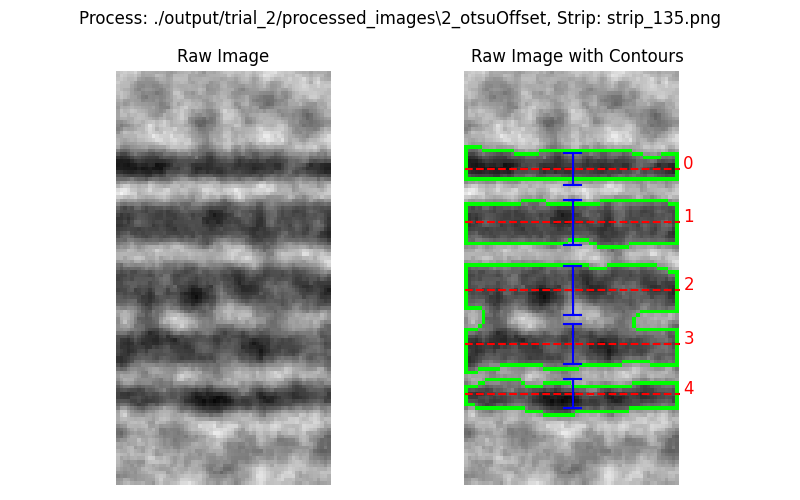 Process: ./output/trial_2/processed_images\2_otsuOffset, Strip: strip_135.png
Raw Image
Raw Image with Contours
0
1
2
3
4